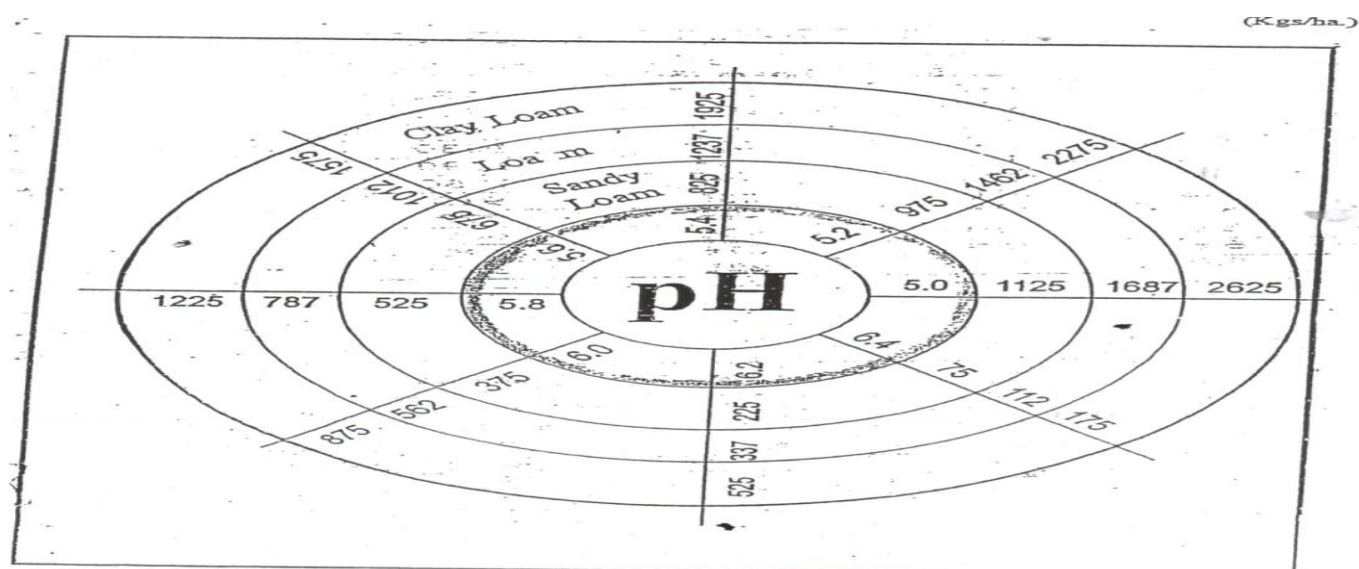 (Kgs/ha.)
Clay Loam
Loa m
Sandy
Loam
pH
5.4 825 1237 1925
5.2 975 1462 2275
5.0 1125 1687 2625
6.4 75 112 175
6.2 225 337 525
6.0 375 562 875
5.8 525 787 1225
5.6 675 1012 1575